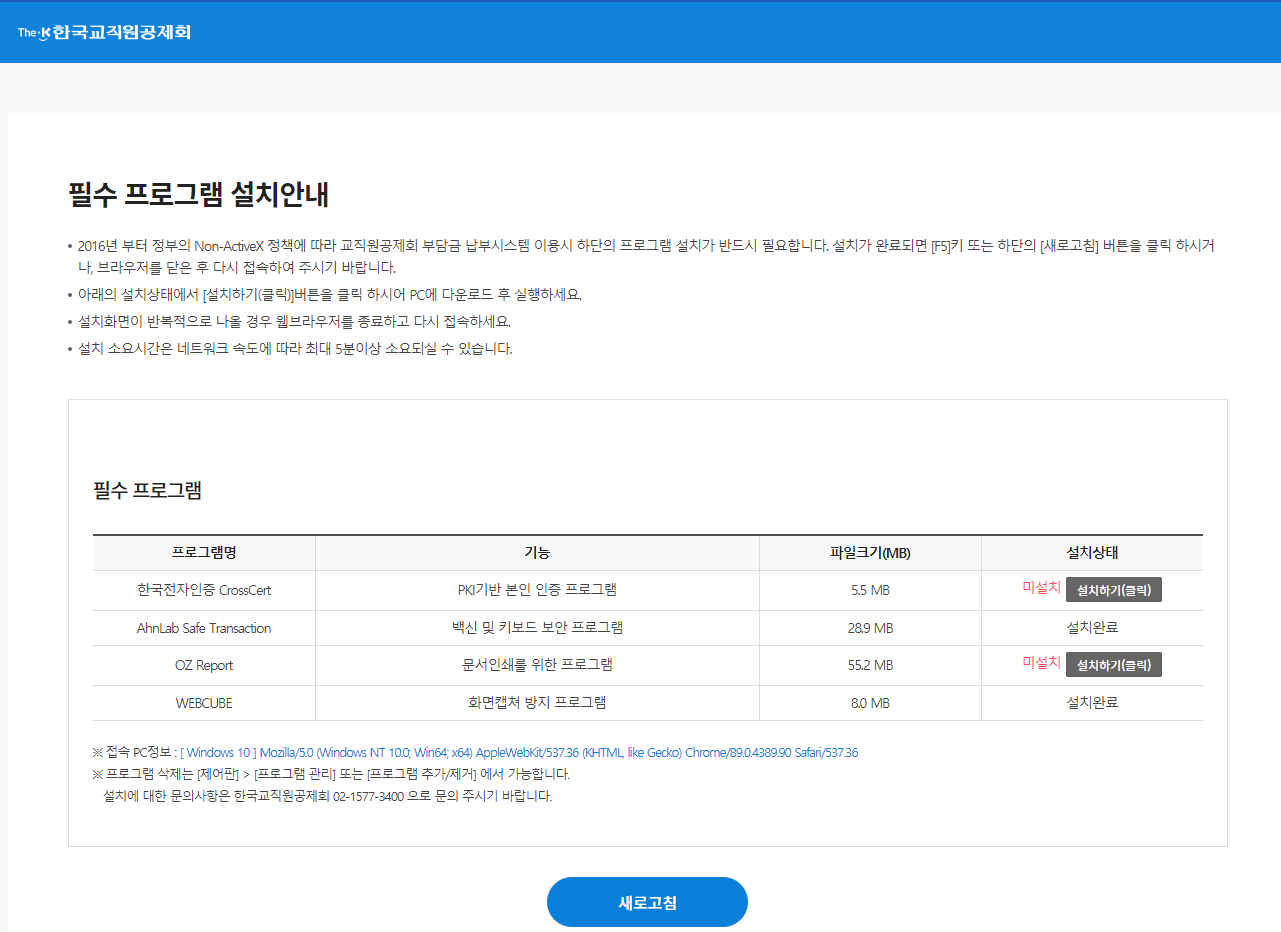 The-K한국교직원공제회
필수 프로그램 설치안내
• 2016년 부터 정부의 Non-ActiveX 정책에 따라 교직원공제회 부담금 납부시스템 이용시 하단의 프로그램 설치가 반드시 필요합니다. 설치가 완료되면 [F5]키 또는 하단의 [새로고침] 버튼을 클릭 하시거
나, 브라우저를 닫은 후 다시 접속하여 주시기 바랍니다.
• 아래의 설치상태에서 [설치하기(클릭)]버튼을 클릭 하시어 PC에 다운로드 후 실행하세요.
• 설치화면이 반복적으로 나올 경우 웹브라우저를 종료하고 다시 접속하세요.
• 설치 소요시간은 네트워크 속도에 따라 최대 5분이상 소요되실 수 있습니다.
필수 프로그램
프로그램명 기능 파일크기(MB) 설치상태
한국전자인증 CrossCert PKI기반 본인 인증 프로그램 5.5 MB 미설치 설치하기(클릭)
AhnLab Safe Transaction 백신 및 키보드 보안 프로그램 28.9 MB 설치완료
OZ Report 문서인쇄를 위한 프로그램 55.2 MB 미설치 설치하기(클릭)
WEBCUBE 화면캡쳐 방지 프로그램 8.0 MB 설치완료
※ 접속 PC정보 : [ Windows 10 ] Mozilla/5.0 (Windows NT 10.0; Win64; x64) AppleWebKit/537.36 (KHTML, like Gecko) Chrome/89.0.4389.90 Safari/537.36
※ 프로그램 삭제는 [제어판] > [프로그램 관리] 또는 [프로그램 추가/제거] 에서 가능합니다.
설치에 대한 문의사항은 한국교직원공제회 02-1577-3400 으로 문의 주시기 바랍니다.
새로고침